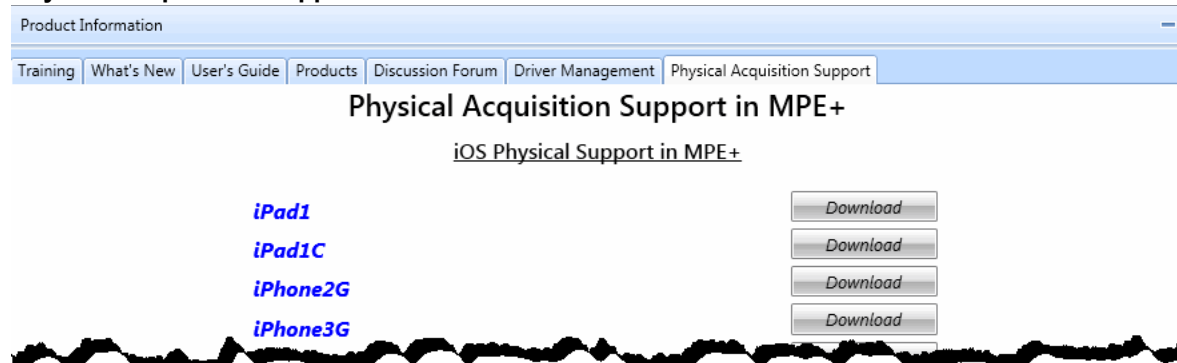 Product Information
Training What's New User's Guide Products Discussion Forum Driver Management Physical Acquisition Support
Physical Acquisition Support in MPE+
iOS Physical Support in MPE+
iPad1 Download
iPad1C Download
iPhone2G Download
iPhone3G Download